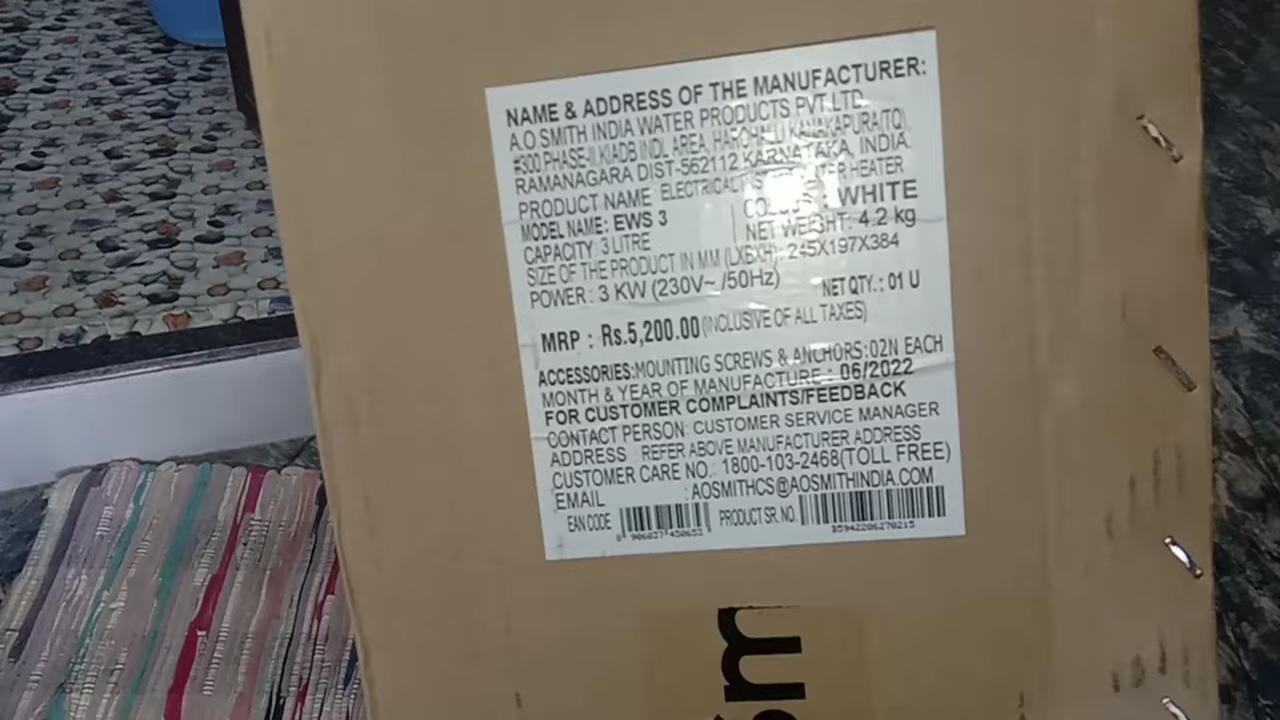 NAME & ADDRESS OF THE MANUFACTURER:
A.O SMITH INDIA WATER PRODUCTS PVT.LTD.
#300 PHASE-II, KIADB INDL. AREA, HAROHALLI KANAKAPURA(TQ),
RAMANAGARA DIST-562112 KARNATAKA, INDIA.
PRODUCT NAME ELECTRICAL WATER HEATER
MODEL NAME: EWS 3 COLOUR : WHITE
CAPACITY: 3 LITRE NET WEIGHT: 4.2 kg
SIZE OF THE PRODUCT IN MM (LXBXH): 245X197X384
POWER: 3 KW (230V~ /50Hz) NET QTY.: 01 U
MRP : Rs.5,200.00 (INCLUSIVE OF ALL TAXES)
ACCESSORIES:MOUNTING SCREWS & ANCHORS:02N EACH
MONTH & YEAR OF MANUFACTURE : 06/2022
FOR CUSTOMER COMPLAINTS/FEEDBACK
CONTACT PERSON: CUSTOMER SERVICE MANAGER
ADDRESS : REFER ABOVE MANUFACTURER ADDRESS
CUSTOMER CARE NO.: 1800-103-2468(TOLL FREE)
EMAIL :AOSMITHCS@AOSMITHINDIA.COM
EAN CODE PRODUCT SR. NO.